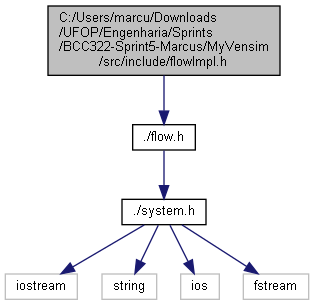 C:/Users/marcu/Downloads
/UFOP/Engenharia/Sprints
/BCC322-Sprint5-Marcus/MyVensim
/src/include/flowImpl.h
./flow.h
./system.h
iostream
string
ios
fstream